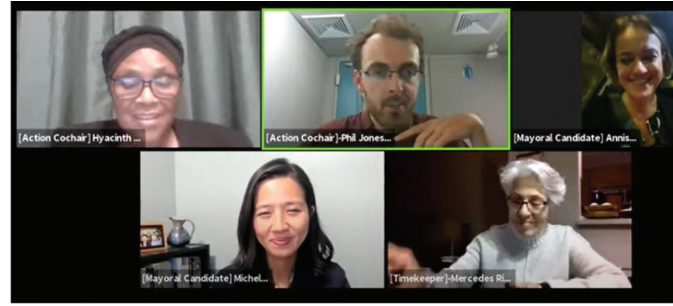 [Action Cochair] Hyacinth ...
[Action Cochair]-Phil Jones...
[Mayoral Candidate] Annis...
[Mayoral Candidate] Michel...
[Timekeeper]-Mercedes Ri...